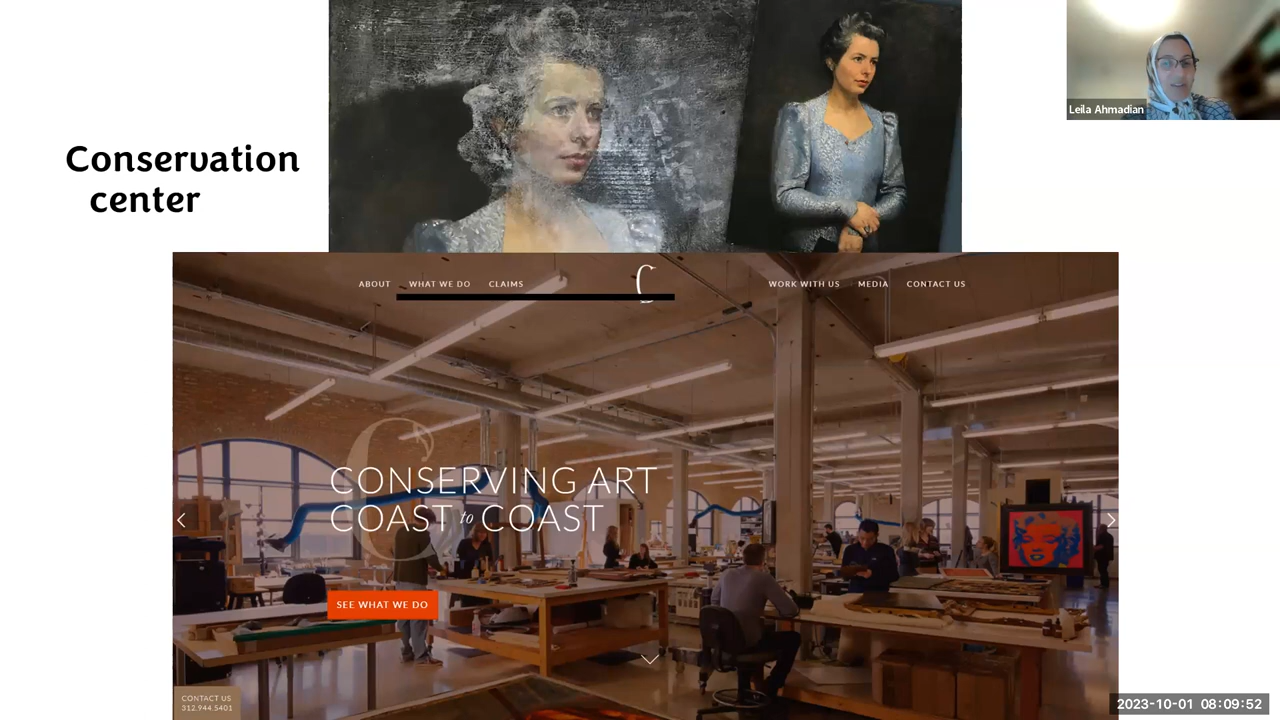 Conservation
center
Leila Ahmadian
ABOUT WHAT WE DO CLAIMS C WORK WITH US MEDIA CONTACT US
CONSERVING ART
COAST to COAST
SEE WHAT WE DO
CONTACT US
312.944.5401
2023-10-01 08:09:52